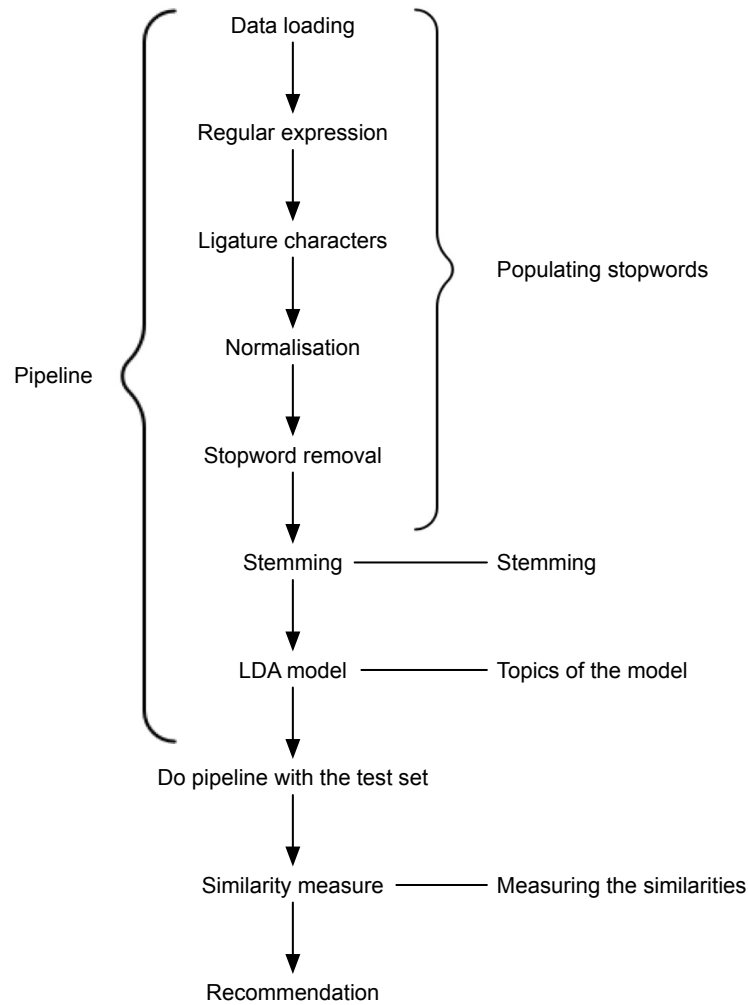 Data loading
Regular expression
Ligature characters
Populating stopwords
Normalisation
Pipeline
Stopword removal
Stemming
Stemming
LDA model
Topics of the model
Do pipeline with the test set
Similarity measure
Measuring the similarities
Recommendation